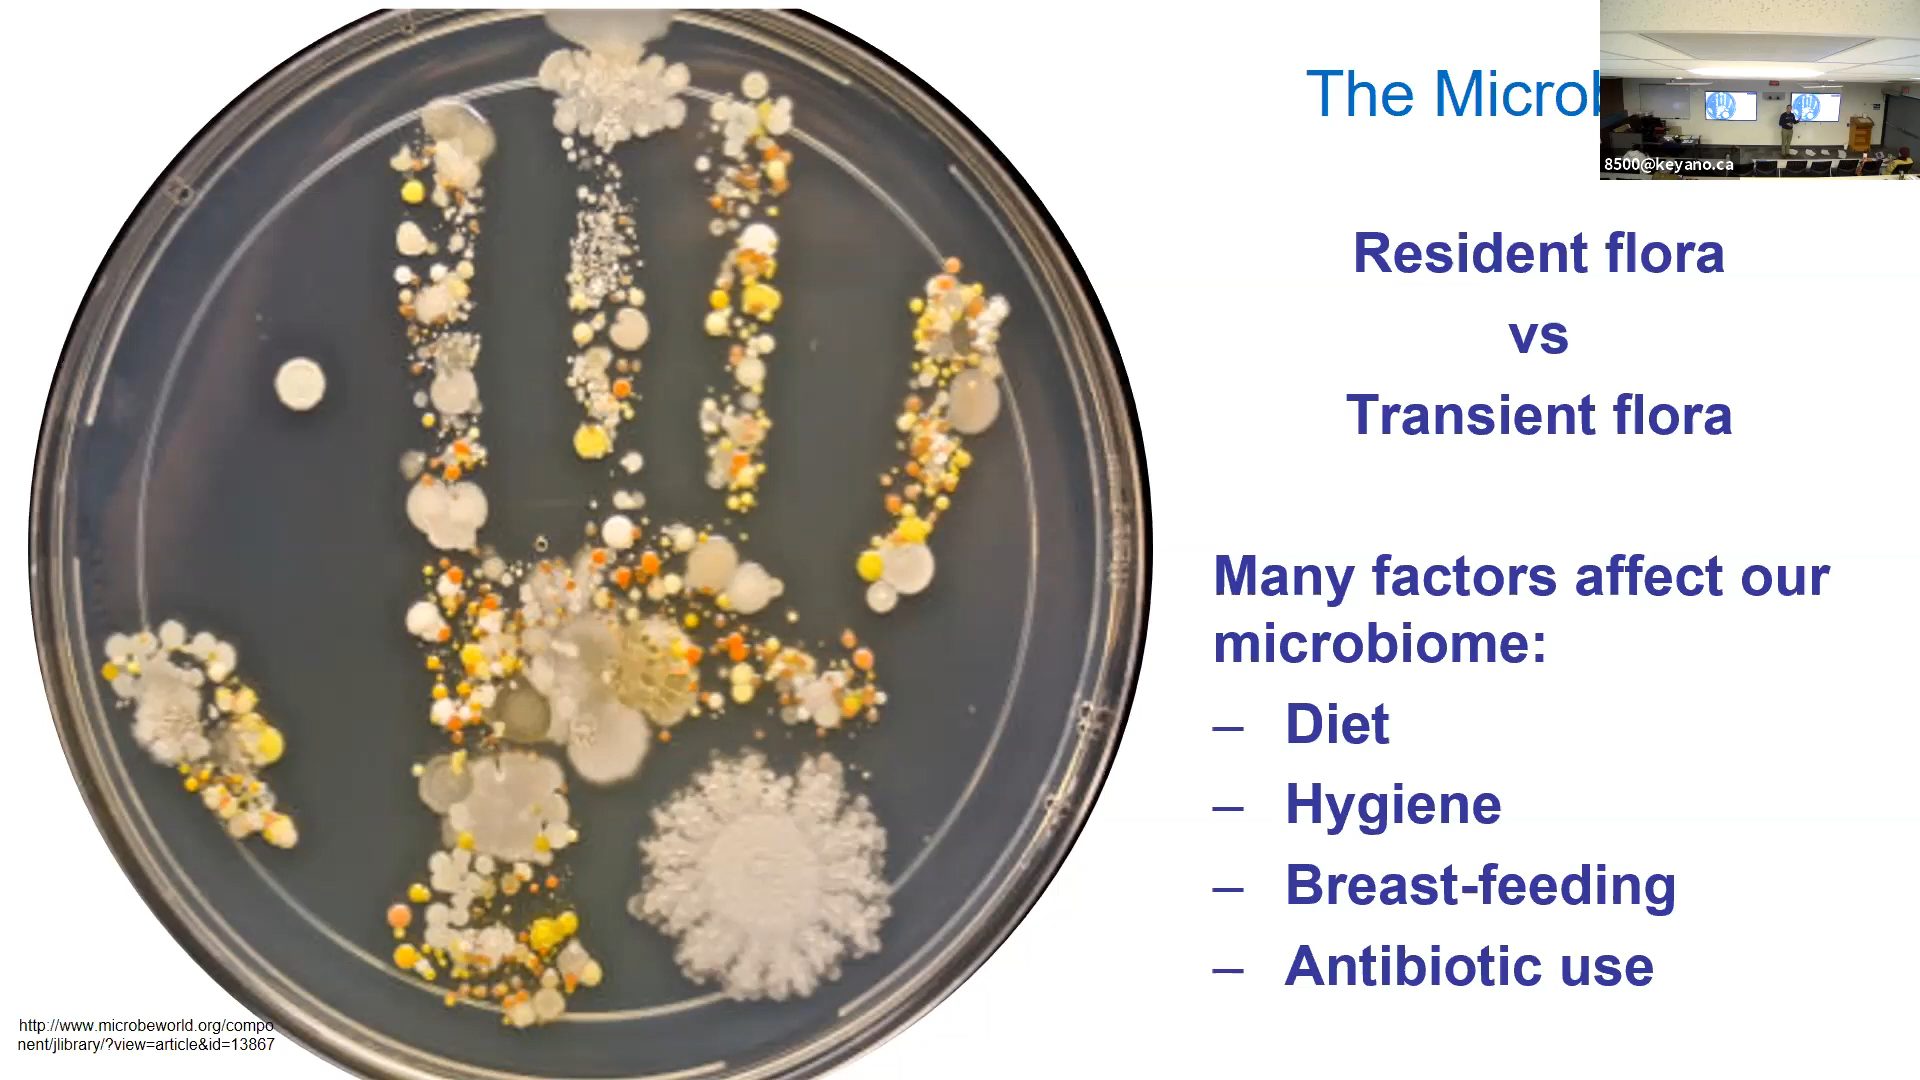 The Microb
8500@keyano.ca
Resident flora
vs
Transient flora
Many factors affect our
microbiome:
– Diet
– Hygiene
– Breast-feeding
– Antibiotic use
http://www.microbeworld.org/compo
nent/jlibrary/?view=article&id=13867